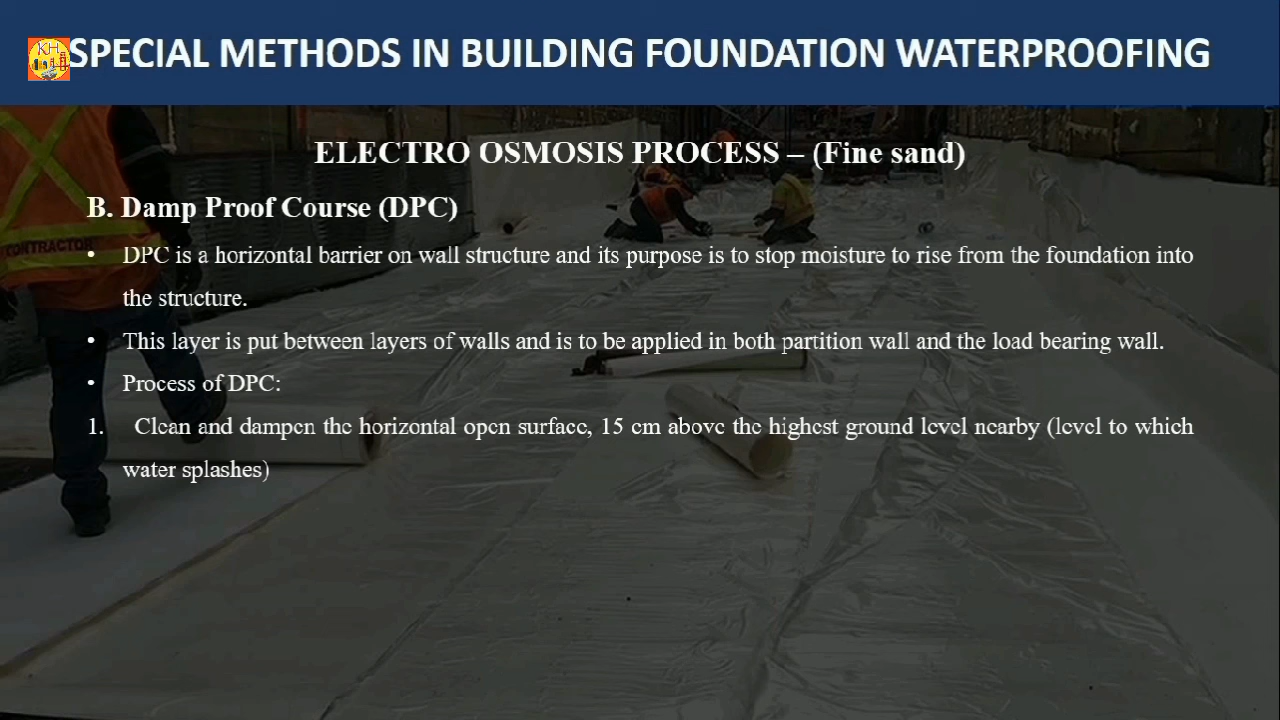 KH
SPECIAL METHODS IN BUILDING FOUNDATION WATERPROOFING
ELECTRO OSMOSIS PROCESS – (Fine sand)
B. Damp Proof Course (DPC)
• DPC is a horizontal barrier on wall structure and its purpose is to stop moisture to rise from the foundation into
the structure.
• This layer is put between layers of walls and is to be applied in both partition wall and the load bearing wall.
• Process of DPC:
1. Clean and dampen the horizontal open surface, 15 cm above the highest ground level nearby (level to which
water splashes)
CONTRACTOR